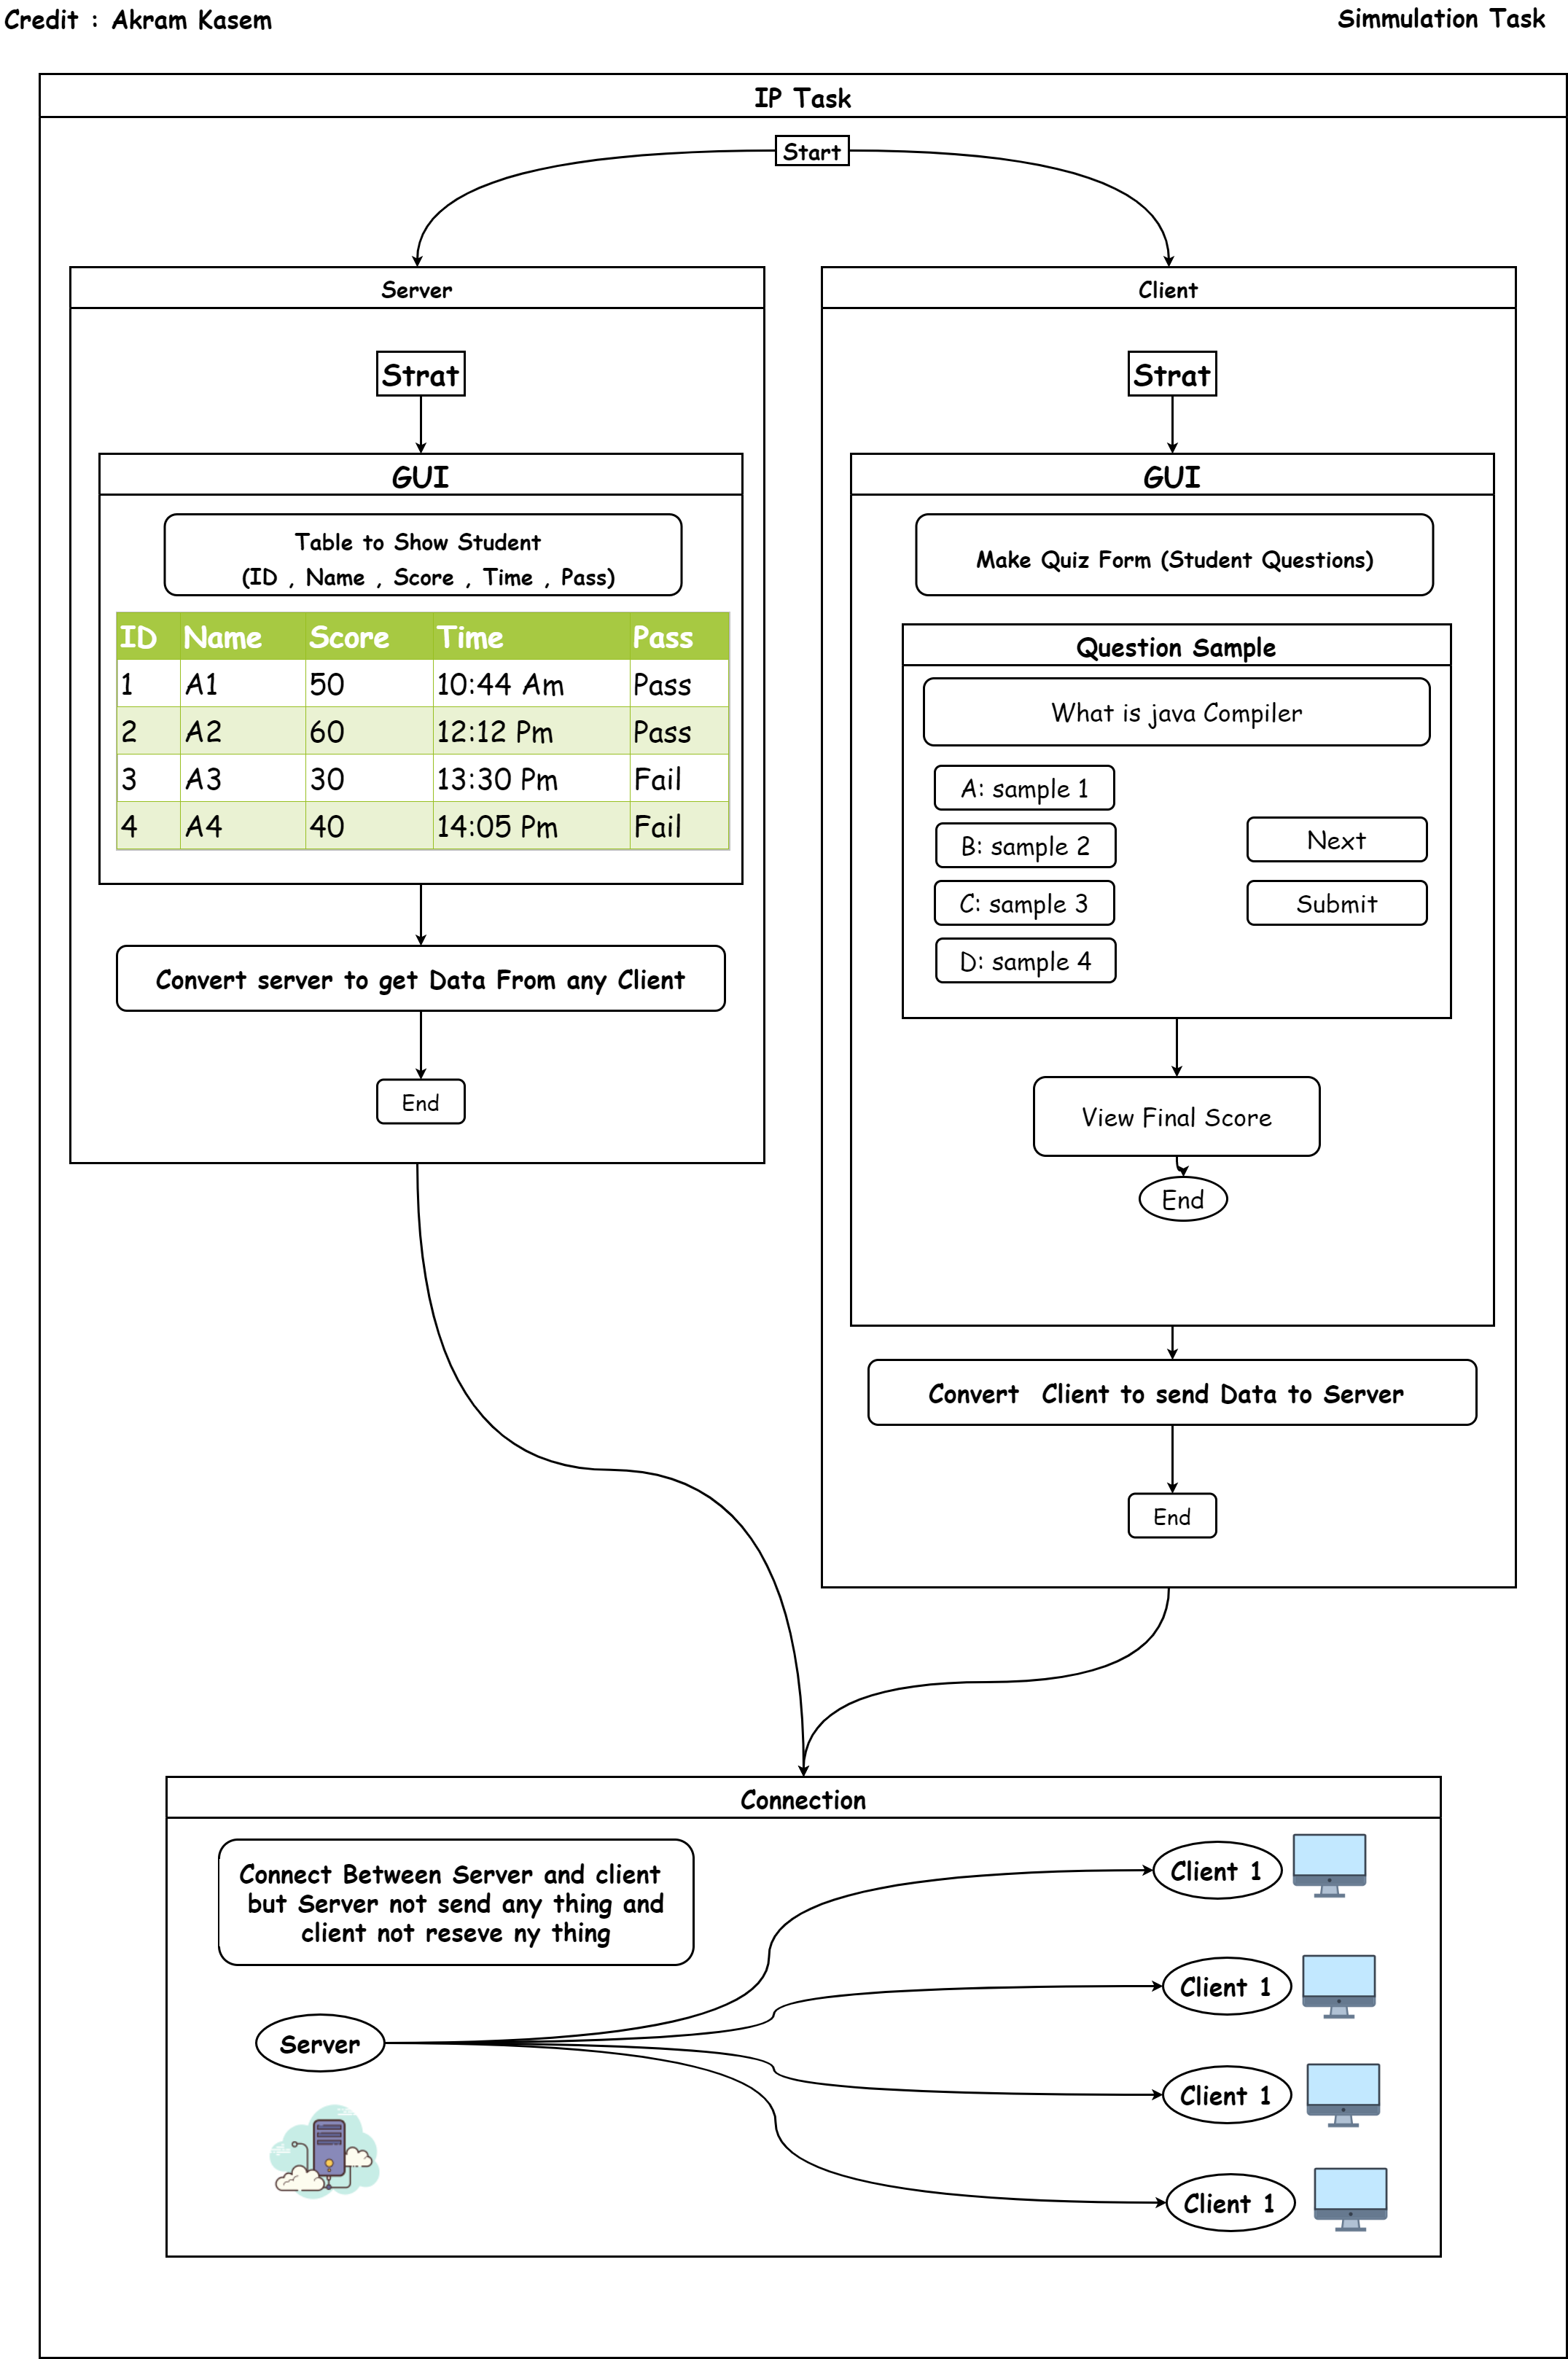 Credit : Akram Kasem
Simmulation Task
IP Task
Start
Server
Strat
GUI
Table to Show Student
(ID , Name , Score , Time , Pass)
ID Name Score Time Pass
1 A1 50 10:44 Am Pass
2 A2 60 12:12 Pm Pass
3 A3 30 13:30 Pm Fail
4 A4 40 14:05 Pm Fail
Convert server to get Data From any Client
End
Client
Strat
GUI
Make Quiz Form (Student Questions)
Question Sample
What is java Compiler
A: sample 1
B: sample 2
C: sample 3
D: sample 4
Next
Submit
View Final Score
End
Convert Client to send Data to Server
End
Connection
Connect Between Server and client
but Server not send any thing and
client not reseve ny thing
Server
Client 1
Client 1
Client 1
Client 1